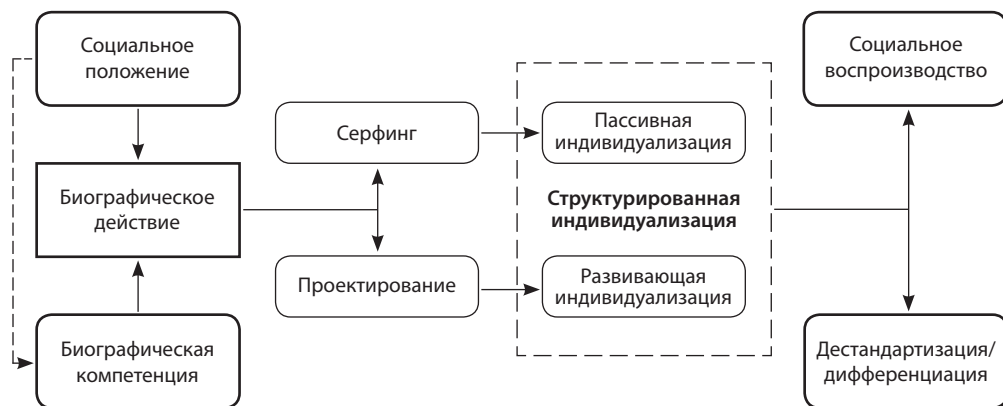 Социальное
положение
Биографическое
действие
Биографическая
компетенция
Серфинг
Проектирование
Пассивная
индивидуализация
Структурированная
индивидуализация
Развивающая
индивидуализация
Социальное
воспроизводство
Дестандартизация/
дифференциация